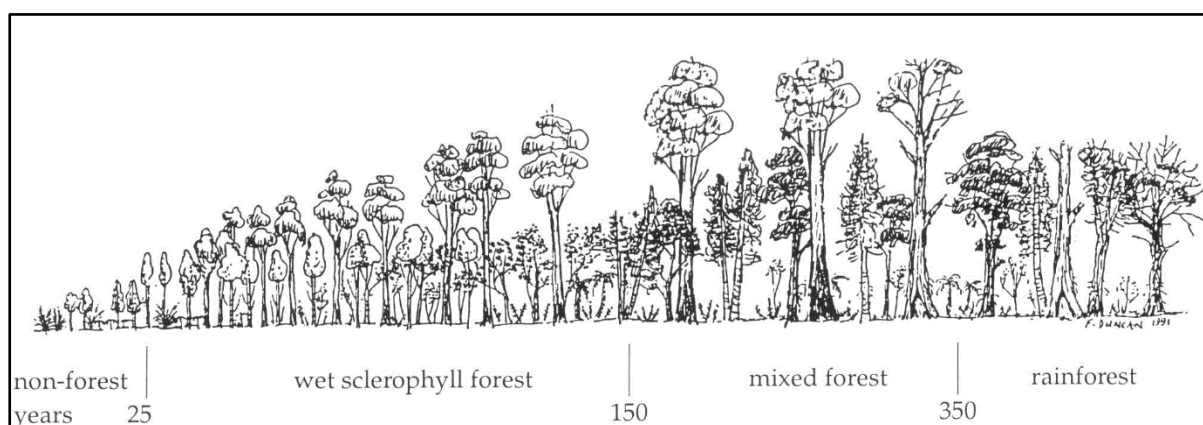 F. DUNCAN 1991
non-forest wet sclerophyll forest mixed forest rainforest
years 25 150 350